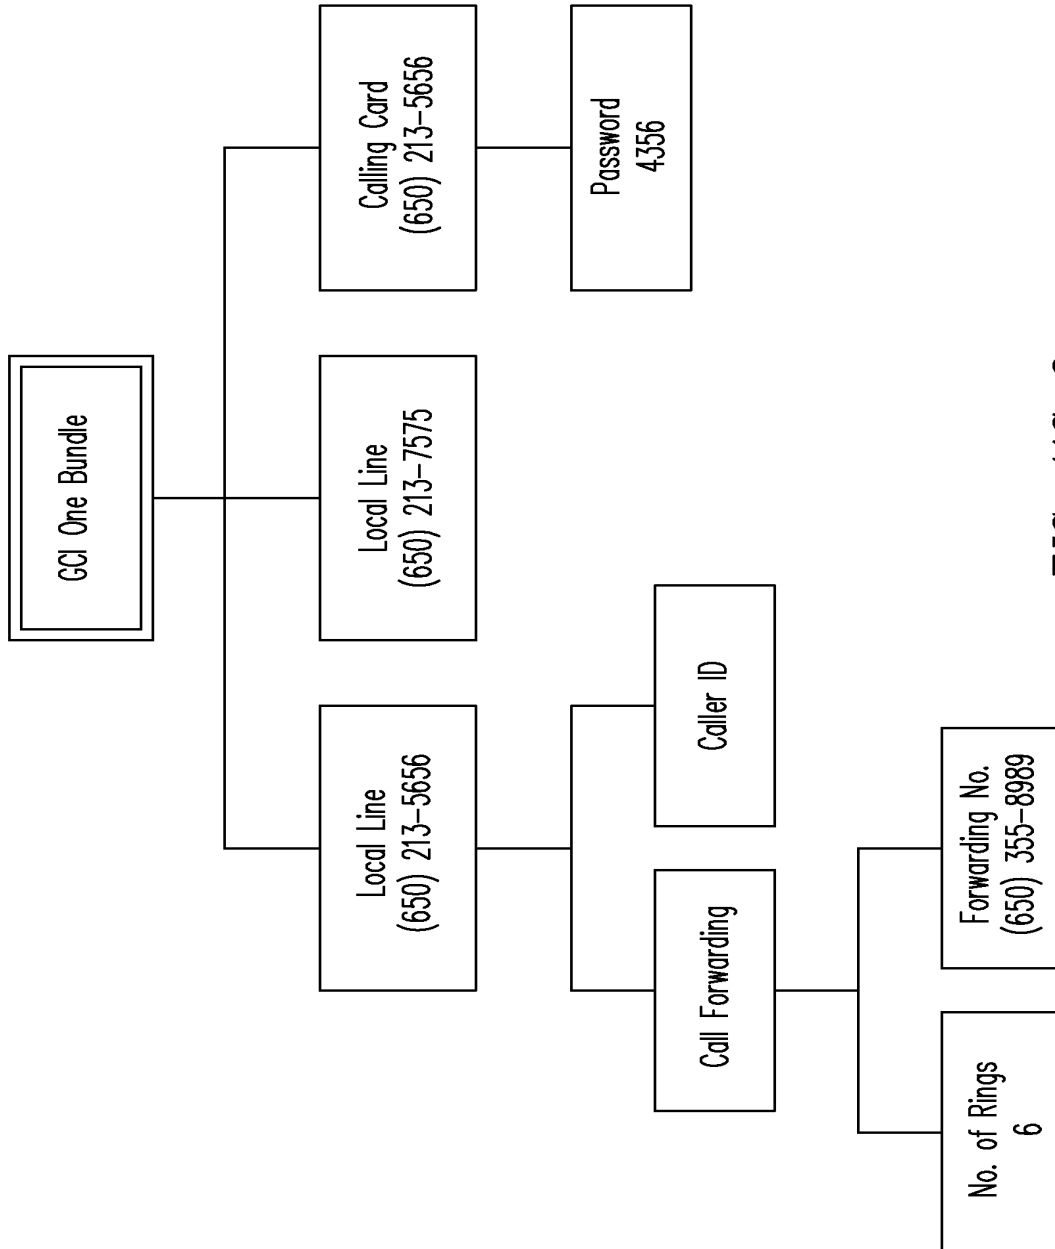 GCI One Bundle
Local Line
(650) 213-5656
Local Line
(650) 213-7575
Calling Card
(650) 213-5656
Call Forwarding
Caller ID
Password
4356
No. of Rings
6
Forwarding No.
(650) 355-8989